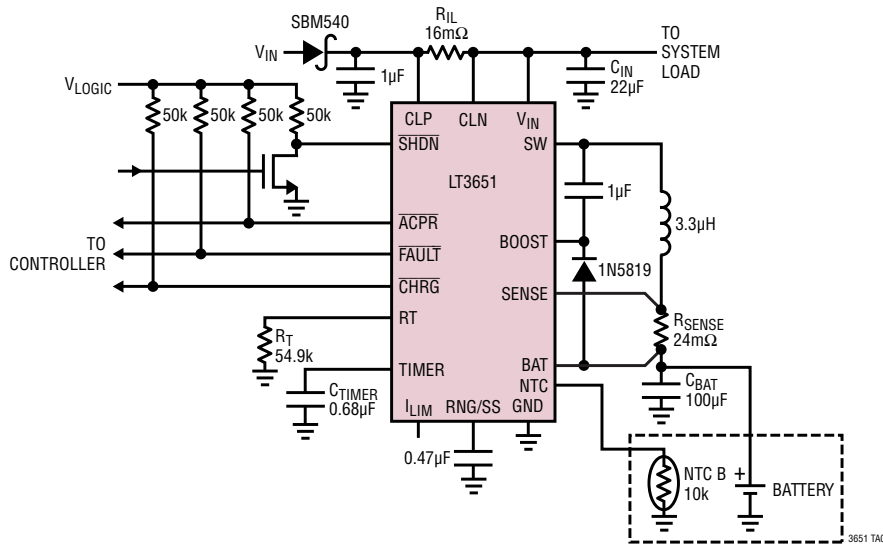 SBM540
V_IN
R_IL
16mΩ
TO
SYSTEM
LOAD
1µF
C_IN
22µF
V_LOGIC
50k 50k 50k 50k
CLP CLN V_IN
SHDN
SW
LT3651
1µF
3.3µH
ACPR
BOOST
TO
CONTROLLER
FAULT
1N5819
CHRG
SENSE
RT
R_SENSE
24mΩ
R_T
54.9k
TIMER
BAT
NTC
C_TIMER
0.68µF
C_BAT
100µF
I_LIM RNG/SS GND
0.47µF
NTC B
10k
+
BATTERY